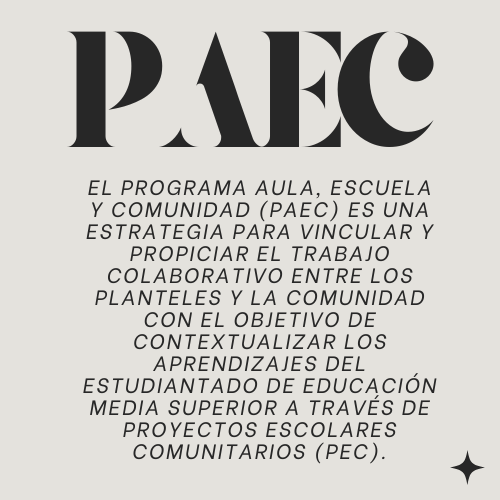 PAEC
EL PROGRAMA AULA, ESCUELA
Y COMUNIDAD (PAEC) ES UNA
ESTRATEGIA PARA VINCULAR Y
PROPICIAR EL TRABAJO
COLABORATIVO ENTRE LOS
PLANTELES Y LA COMUNIDAD
CON EL OBJETIVO DE
CONTEXTUALIZAR LOS
APRENDIZAJES DEL
ESTUDIANTADO DE EDUCACIÓN
MEDIA SUPERIOR A TRAVÉS DE
PROYECTOS ESCOLARES
COMUNITARIOS (PEC).